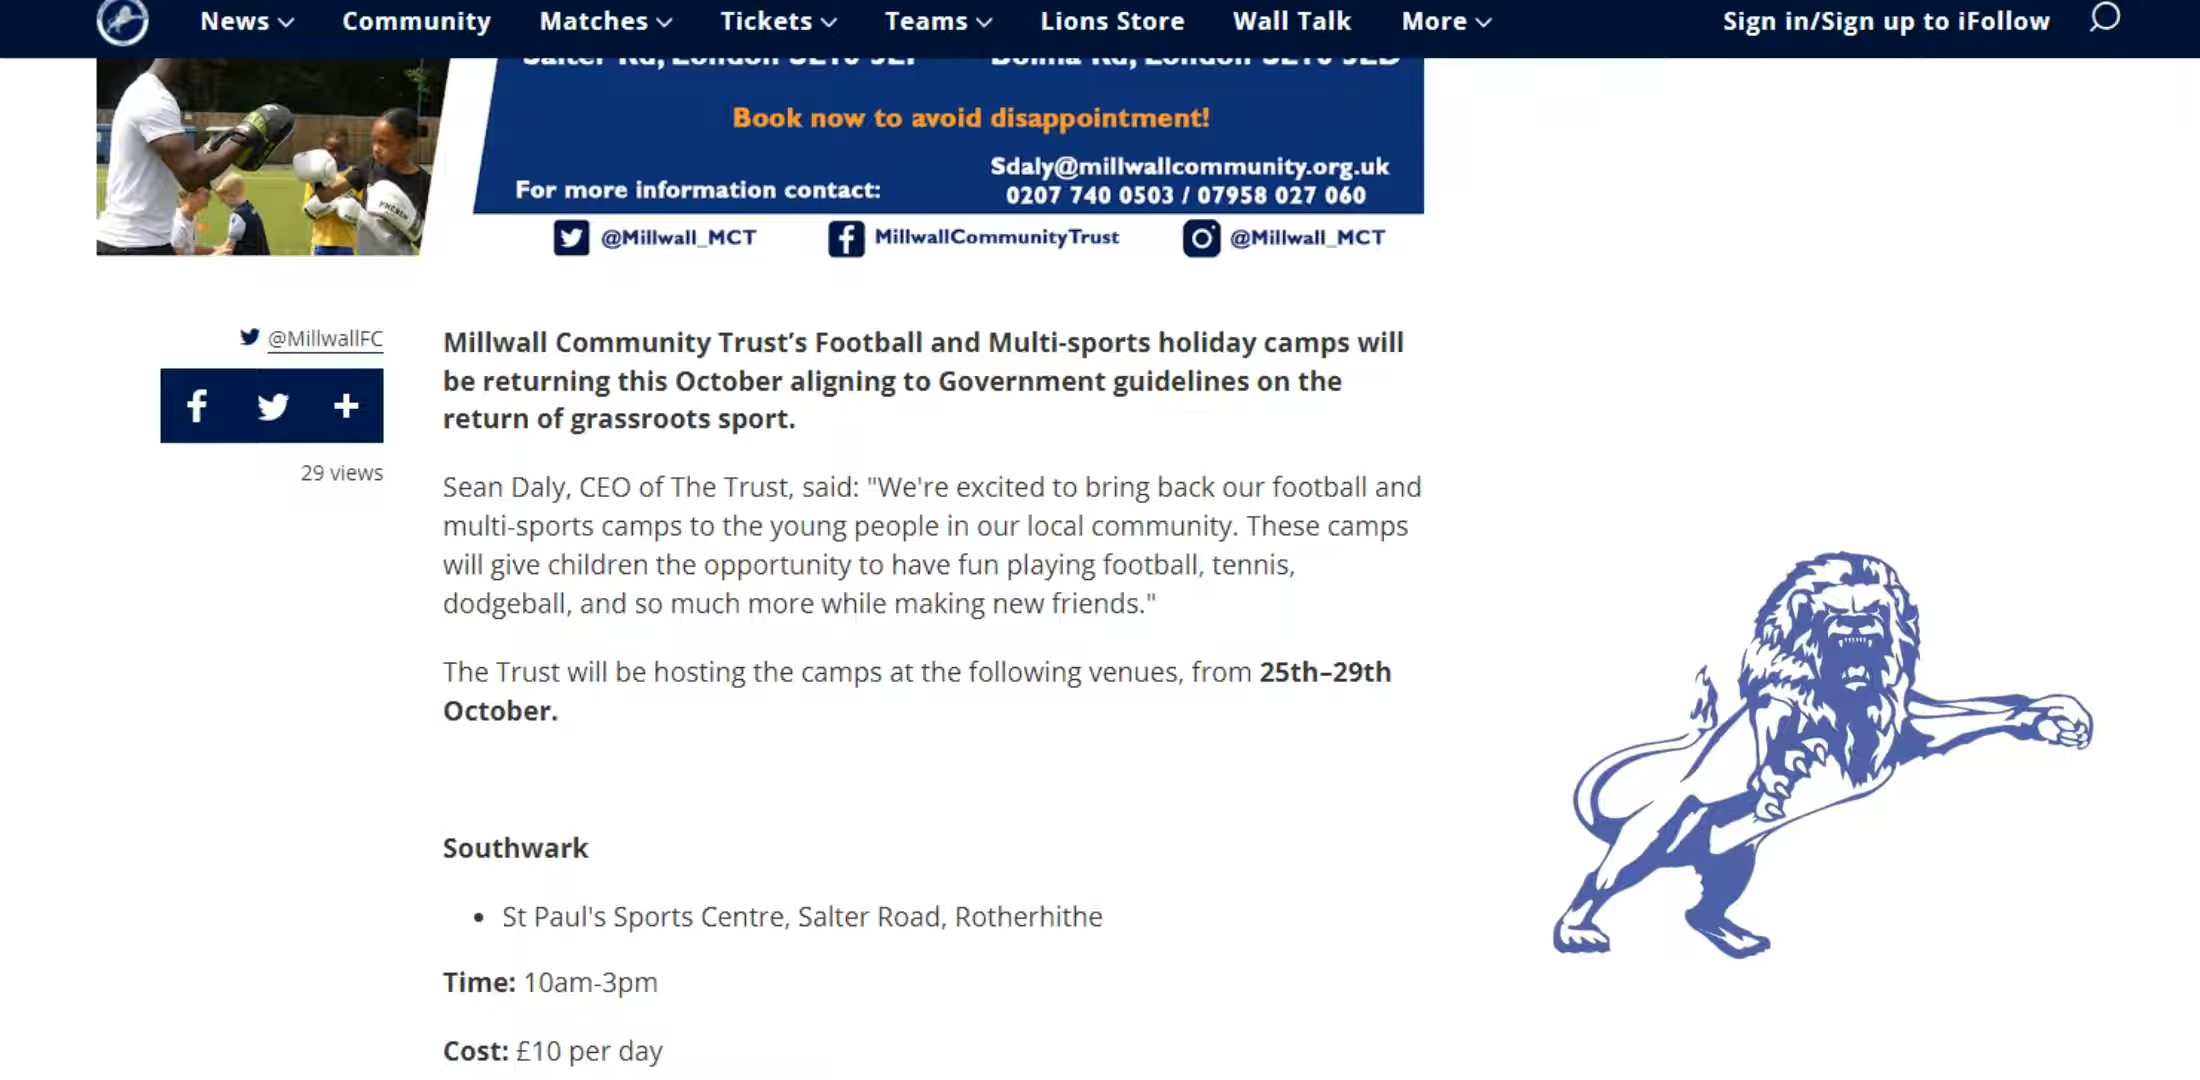 News
Community
Matches
Tickets
Teams
Lions Store
Wall Talk
More
Sign in/Sign up to iFollow
Salter Rd, London SE16
Rd, London SE16
Book now to avoid disappointment!
Sdaly@millwallcommunity.org.uk
For more information contact:
0207 740 0503 / 07958 027 060
@Millwall_MCT
MillwallCommunityTrust
@Millwall_MCT
@MillwallFC
29 views
Millwall Community Trust’s Football and Multi-sports holiday camps will
be returning this October aligning to Government guidelines on the
return of grassroots sport.
Sean Daly, CEO of The Trust, said: "We're excited to bring back our football and
multi-sports camps to the young people in our local community. These camps
will give children the opportunity to have fun playing football, tennis,
dodgeball, and so much more while making new friends."
The Trust will be hosting the camps at the following venues, from 25th–29th
October.
Southwark
• St Paul's Sports Centre, Salter Road, Rotherhithe
Time: 10am-3pm
Cost: £10 per day